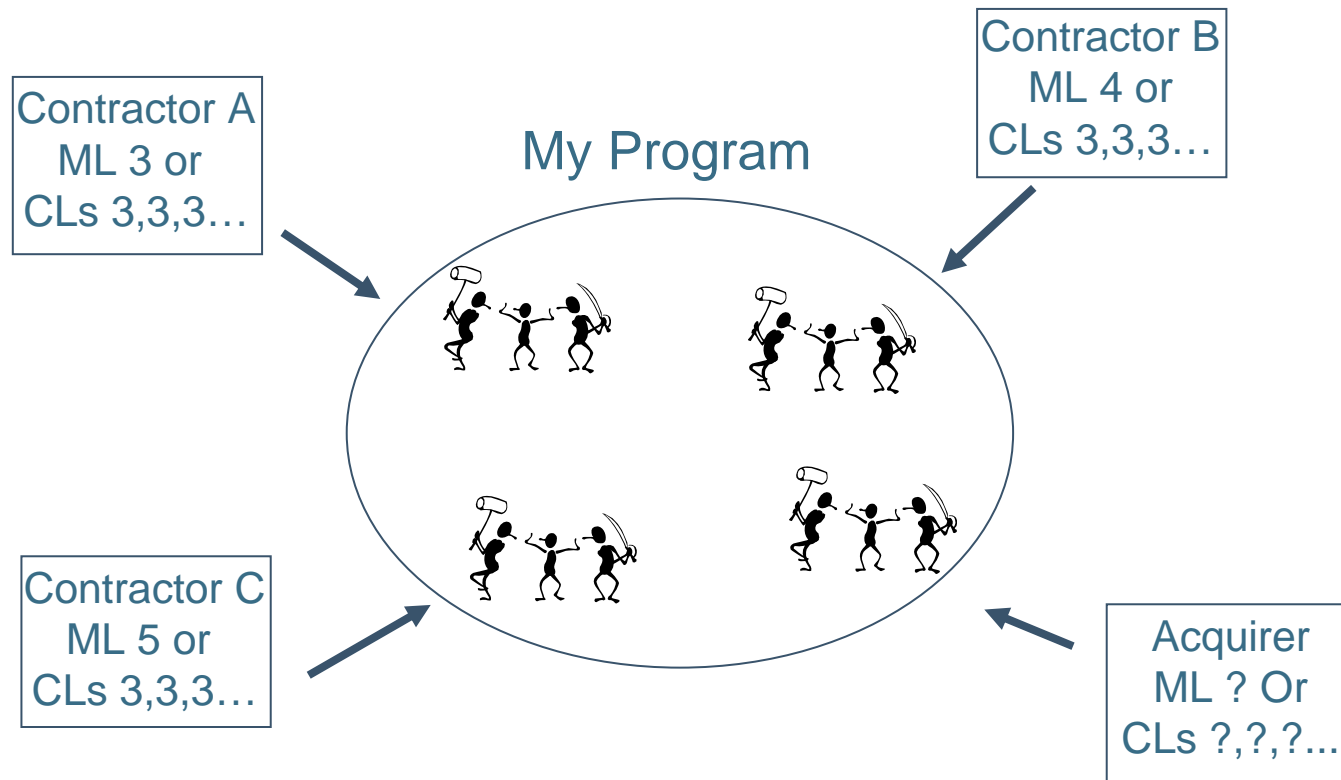 Contractor A
ML 3 or
CLs 3,3,3…
My Program
Contractor B
ML 4 or
CLs 3,3,3…
Contractor C
ML 5 or
CLs 3,3,3…
Acquirer
ML ? Or
CLs ?,?,?...